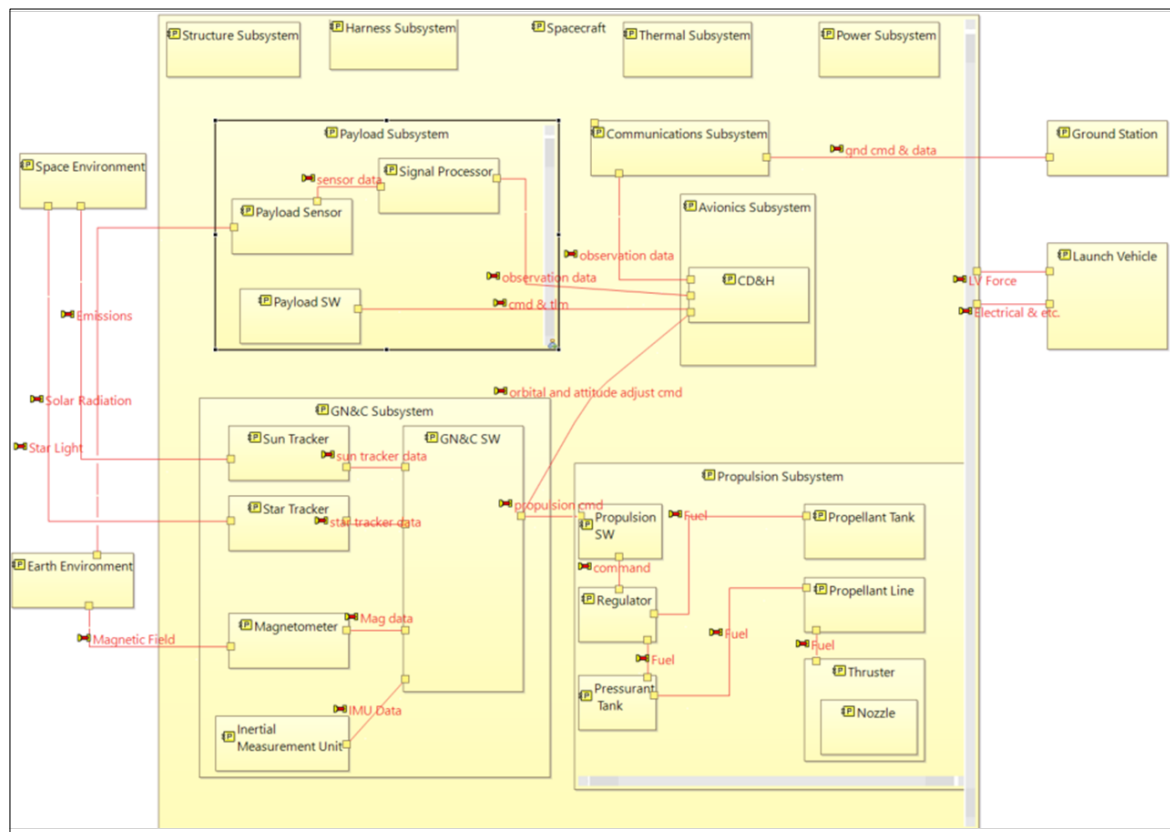 Structure Subsystem
Harness Subsystem
Spacecraft
Thermal Subsystem
Power Subsystem
Payload Subsystem
Communications Subsystem
Ground Station
gnd cmd & data
Space Environment
Signal Processor
sensor data
Payload Sensor
Avionics Subsystem
observation data
Launch Vehicle
observation data
CD&H
LV Force
Payload SW
cmd & tlm
Electrical & etc.
Emissions
orbital and attitude adjust cmd
Solar Radiation
GN&C Subsystem
Star Light
Sun Tracker
GN&C SW
sun tracker data
Propulsion Subsystem
Star Tracker
star tracker data
propulsion cmd
Propulsion
SW
Fuel
Propellant Tank
Earth Environment
command
Regulator
Propellant Line
Magnetometer
Mag data
Magnetic Field
Fuel
Fuel
Fuel
Thruster
Pressurant
Tank
IMU Data
Nozzle
Inertial
Measurement Unit